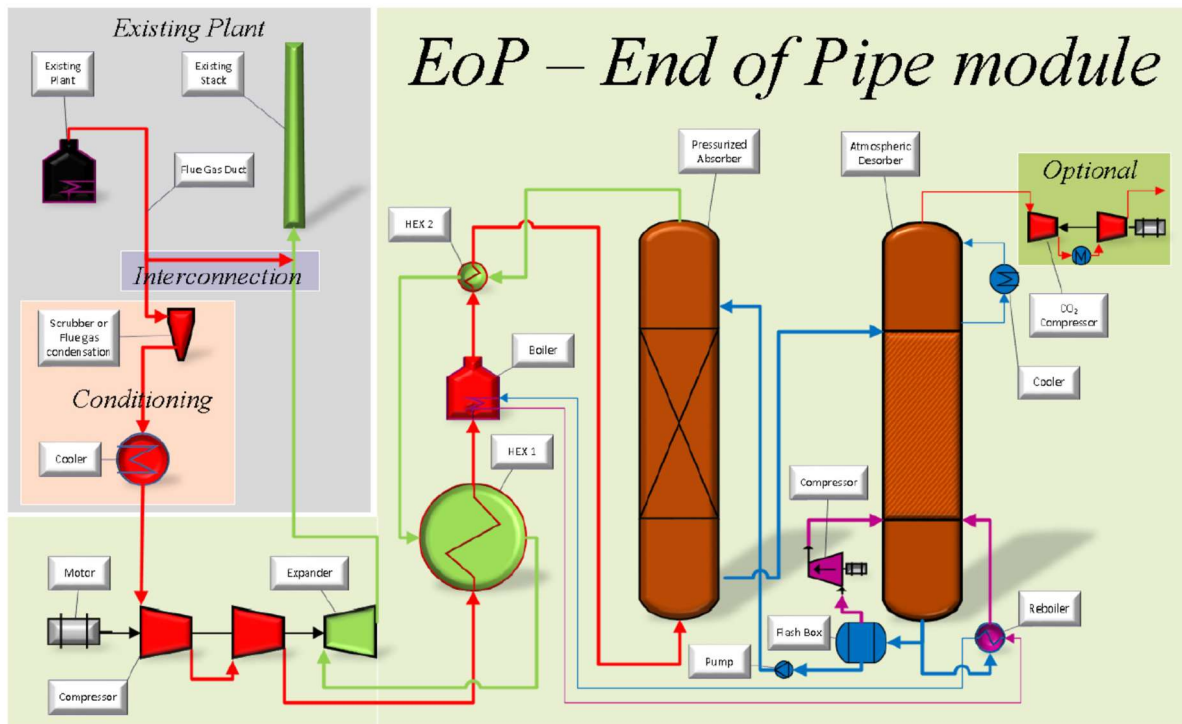 Existing Plant
EoP – End of Pipe module
Existing
Plant
Existing
Stack
Flue Gas Duct
Interconnection
Scrubber or
Flue gas
condensation
Conditioning
Cooler
Motor
Expander
Compressor
HEX 2
Boiler
HEX 1
Pressurized
Absorber
Atmospheric
Desorber
Optional
M
CO₂
Compressor
Cooler
Compressor
Flash Box
Pump
Reboiler